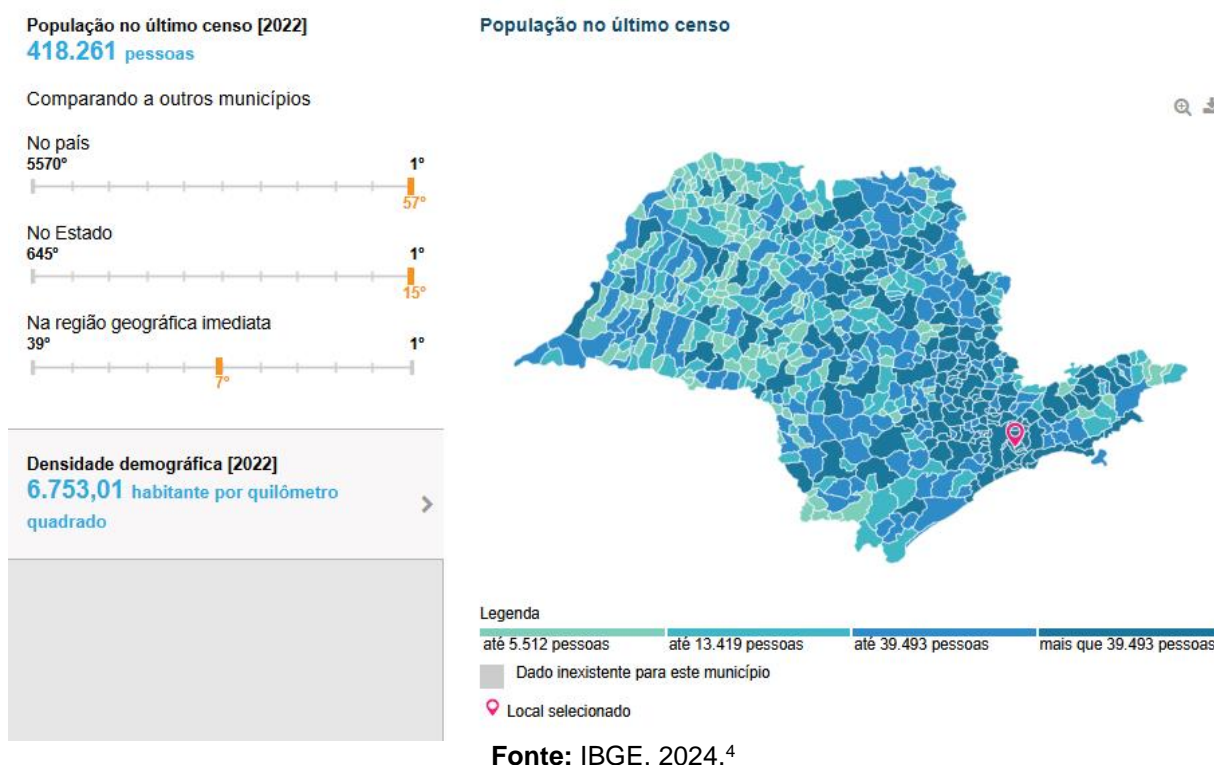 População no último censo [2022]
418.261 pessoas
Comparando a outros municípios
No país
5570º 1º
57º
No Estado
645º 1º
15º
Na região geográfica imediata
39º 1º
7º
Densidade demográfica [2022]
6.753,01 habitante por quilômetro
quadrado
População no último censo
Legenda
até 5.512 pessoas até 13.419 pessoas até 39.493 pessoas mais que 39.493 pessoas
Dado inexistente para este município
Local selecionado
Fonte: IBGE, 2024.4